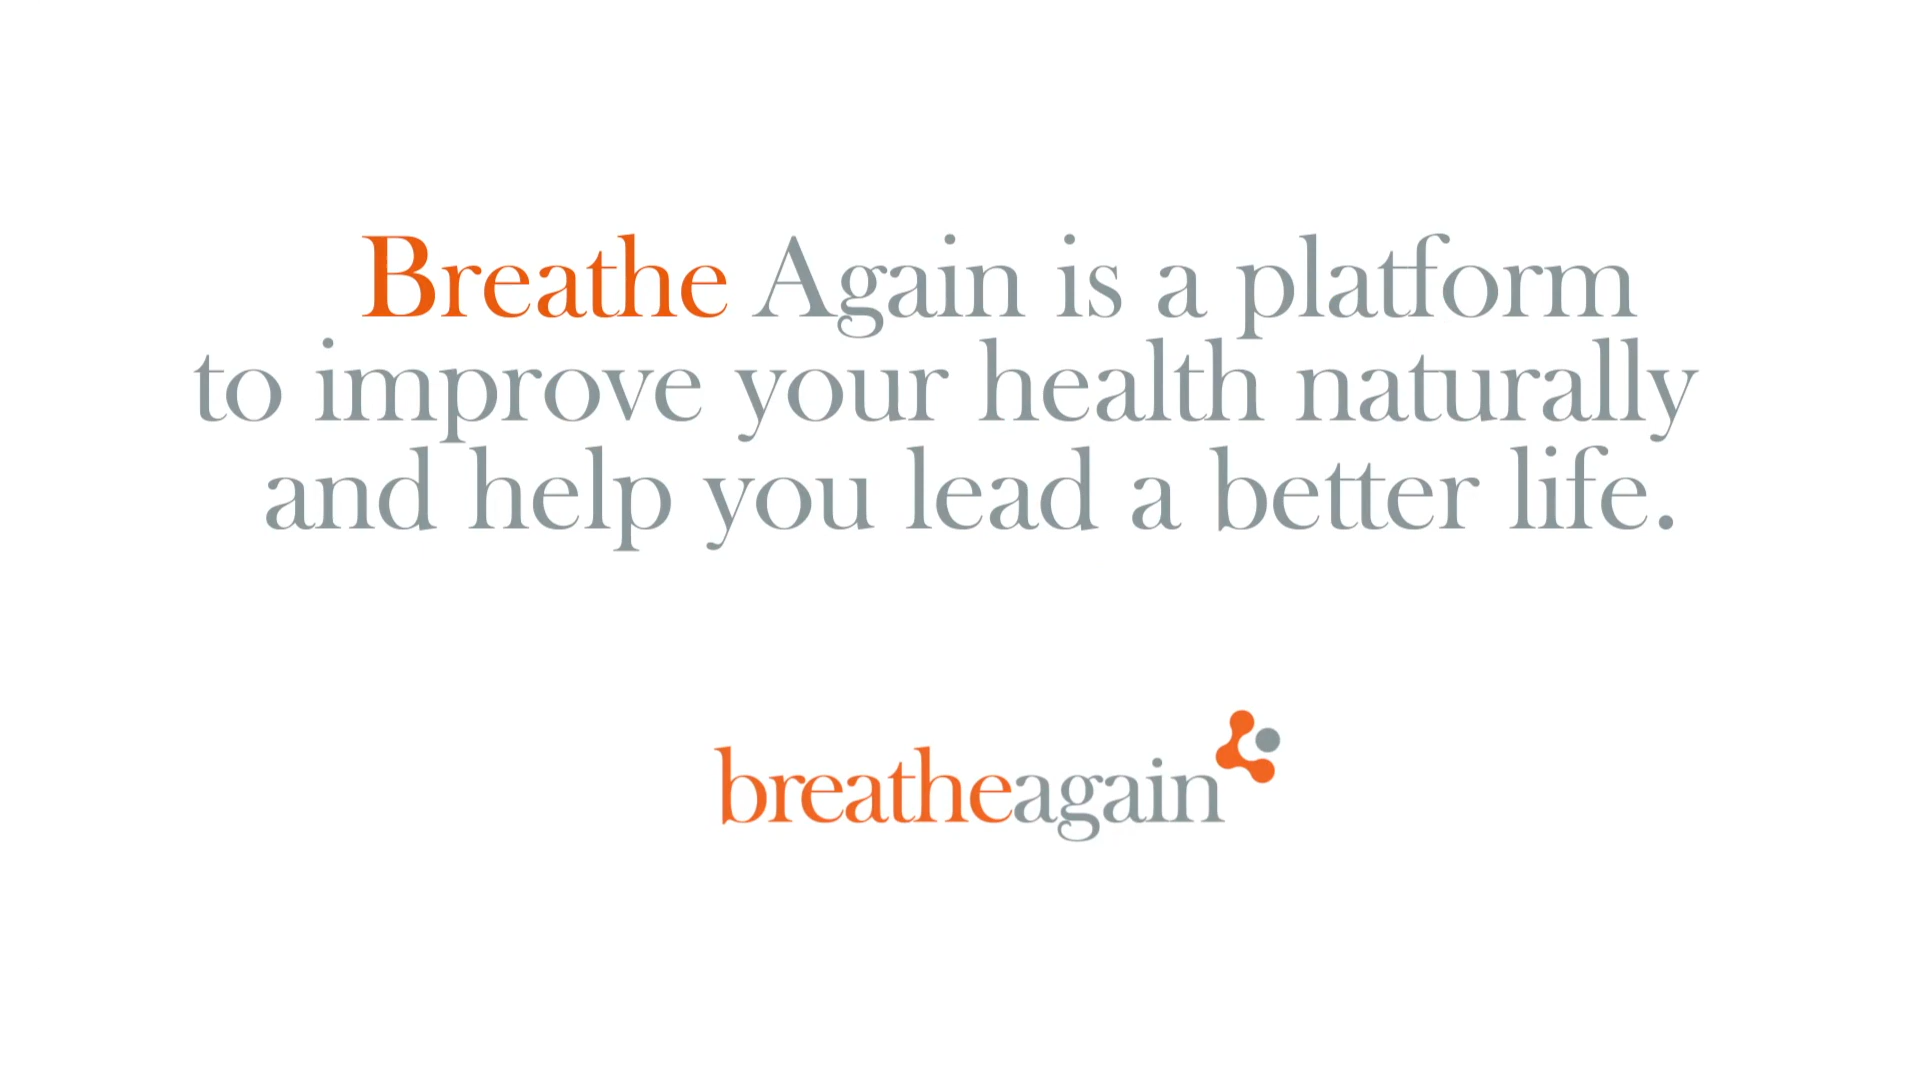 Breathe Again is a platform
to improve your health naturally
and help you lead a better life.
breatheagain